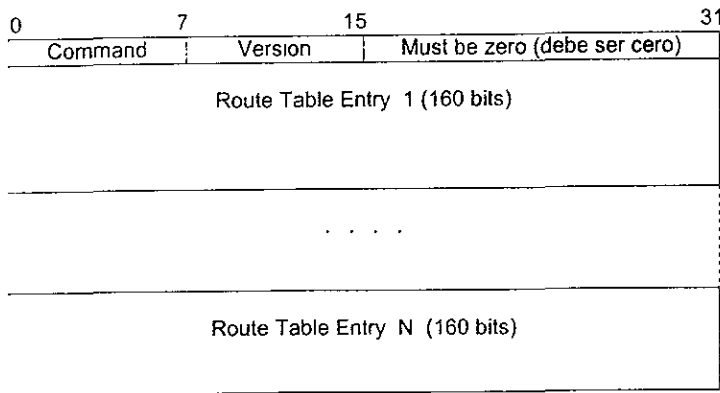 0 7 15 31
Command Version Must be zero (debe ser cero)
Route Table Entry 1 (160 bits)
. . . .
Route Table Entry N (160 bits)